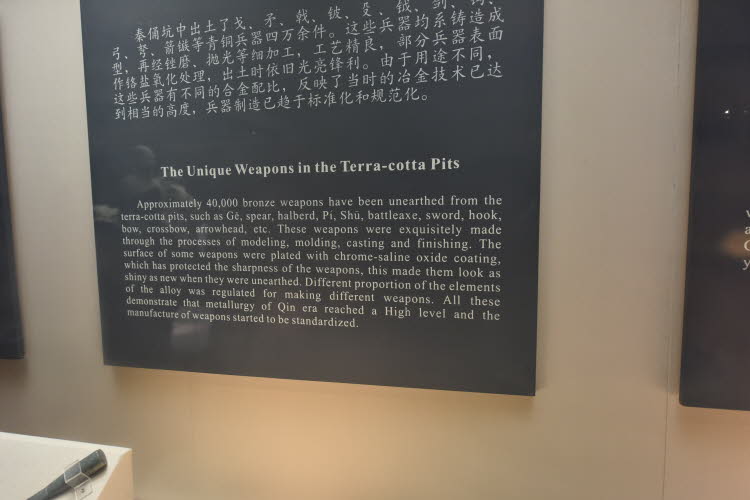 秦俑坑中出土了戈、矛、戟、铍、殳、钺、剑、钩、
弓、弩、箭镞等青铜兵器四万余件。这些兵器均系铸造成
型，再经锉磨、抛光等细加工，工艺精良，部分兵器表面
作铬盐氧化处理，出土时依旧光亮锋利。由于用途不同，
这些兵器有不同的合金配比，反映了当时的冶金技术已达
到相当的高度，兵器制造已趋于标准化和规范化。
The Unique Weapons in the Terra-cotta Pits
Approximately 40,000 bronze weapons have been unearthed from the
terra-cotta pits, such as Gē, spear, halberd, Pí, Shū, battleaxe, sword, hook,
bow, crossbow, arrowhead, etc. These weapons were exquisitely made
through the processes of modeling, molding, casting and finishing. The
surface of some weapons were plated with chrome-saline oxide coating,
which has protected the sharpness of the weapons, this made them look as
shiny as new when they were unearthed. Different proportion of the elements
of the alloy was regulated for making different weapons. All these
demonstrate that metallurgy of Qin era reached a High level and the
manufacture of weapons started to be standardized.